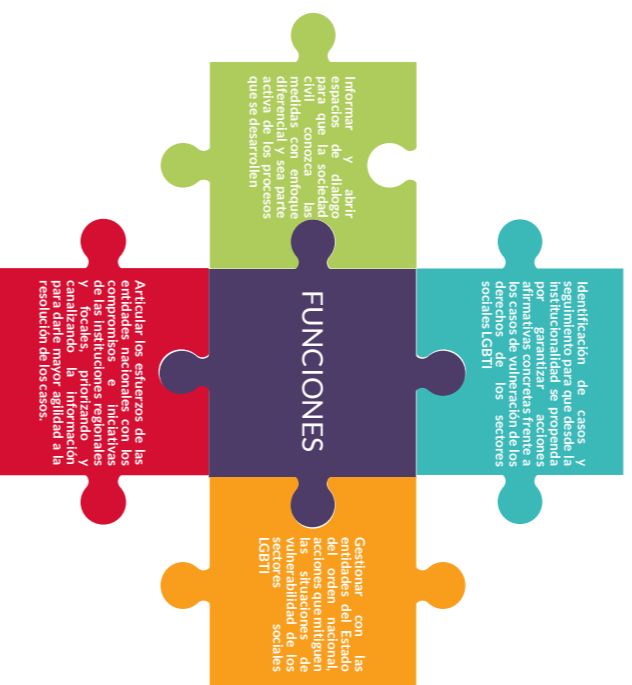 Identificación de casos y
seguimiento para que desde la
institucionalidad se propenda
por garantizar acciones
afirmativas concretas frente a
los casos de vulneración de los
derechos de los sectores
sociales LGBTI
Informar y abrir
espacios de dialogo
para que la sociedad
civil conozca las
medidas con enfoque
diferencial y sea parte
activa de los procesos
que se desarrollen
FUNCIONES
Gestionar con las
entidades del Estado
del orden nacional,
acciones que mitiguen
las situaciones de
vulnerabilidad de los
sectores sociales
LGBTI
Articular los esfuerzos de las
entidades nacionales con los
compromisos e iniciativas
de las instituciones regionales
y focales, priorizando y
canalizando la información
para darle mayor agilidad a la
resolución de los casos.